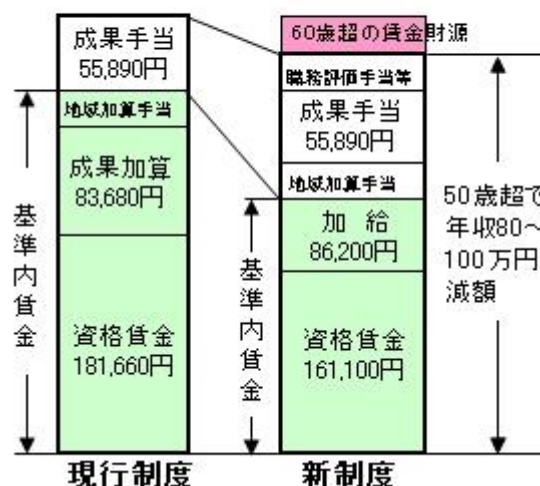 成果手当
55,890円
地域加算手当
成果加算
83,680円
資格賃金
181,660円
基準内賃金
現行制度
60歳超の賃金財源
職務評価手当等
成果手当
55,890円
地域加算手当
加給
86,200円
資格賃金
161,100円
基準内賃金
新制度
50歳超で
年収80~
100万円
減額